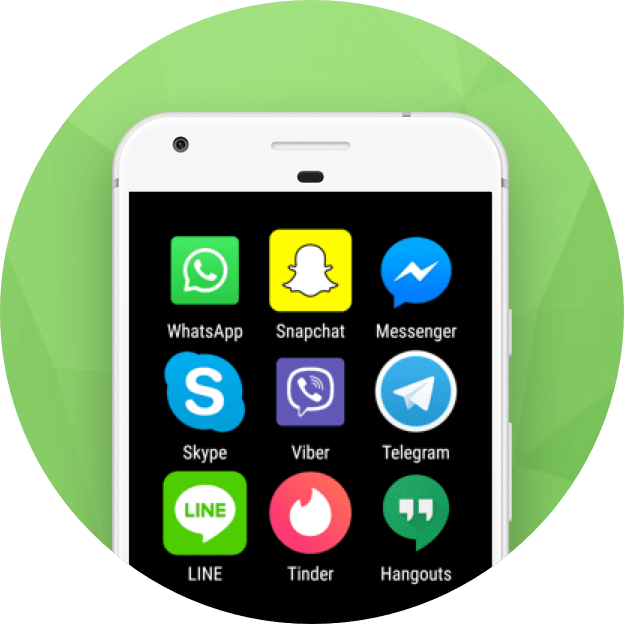 WhatsApp Snapchat Messenger
S
Skype Viber Telegram
LINE
LINE Tinder Hangouts